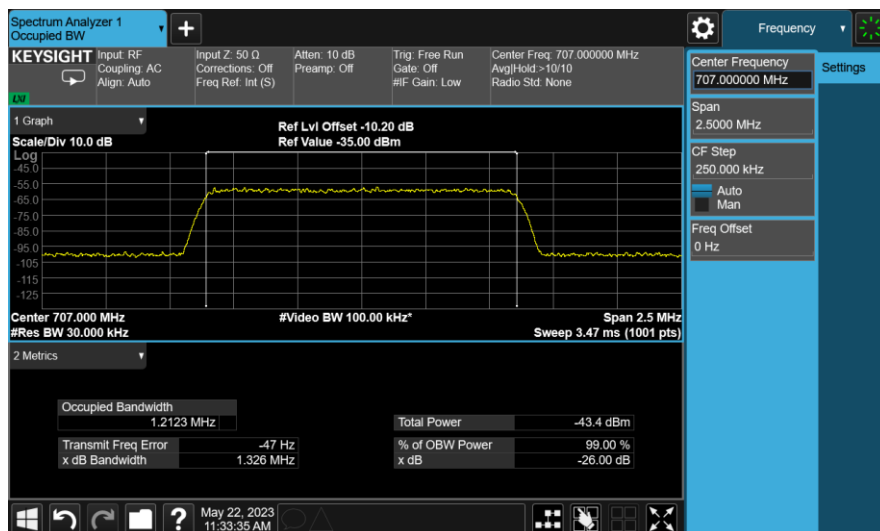 Spectrum Analyzer 1
Occupied BW
Frequency
KEYSIGHT
LXI
Input: RF
Coupling: AC
Align: Auto
Input Z: 50 Ω
Corrections: Off
Freq Ref: Int (S)
Atten: 10 dB
Preamp: Off
Trig: Free Run
Gate: Off
#IF Gain: Low
Center Freq: 707.000000 MHz
Avg|Hold:>10/10
Radio Std: None
Center Frequency
707.000000 MHz
Settings
Span
2.5000 MHz
CF Step
250.000 kHz
Auto
Man
Freq Offset
0 Hz
1 Graph
Scale/Div 10.0 dB
Ref Lvl Offset -10.20 dB
Ref Value -35.00 dBm
Log
-45.0
-55.0
-65.0
-75.0
-85.0
-95.0
-105
-115
-125
Center 707.000 MHz
#Video BW 100.00 kHz*
Span 2.5 MHz
#Res BW 30.000 kHz
Sweep 3.47 ms (1001 pts)
2 Metrics
Occupied Bandwidth
1.2123 MHz
Total Power -43.4 dBm
Transmit Freq Error -47 Hz
% of OBW Power 99.00 %
x dB Bandwidth 1.326 MHz
x dB -26.00 dB
?
May 22, 2023
11:33:35 AM